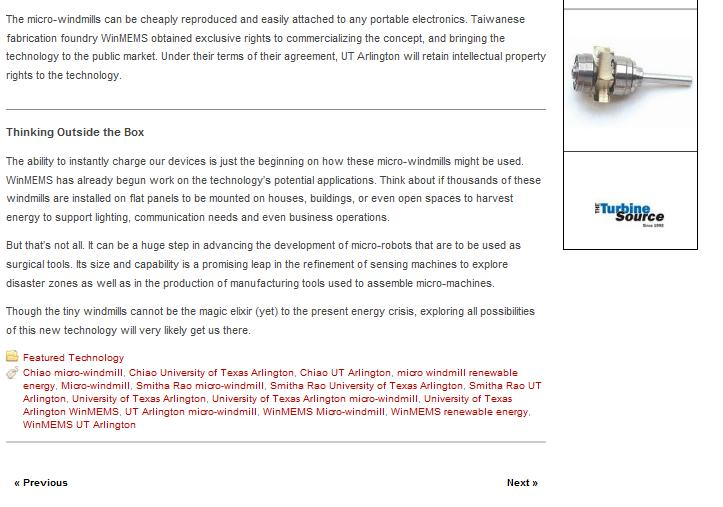 The micro-windmills can be cheaply reproduced and easily attached to any portable electronics. Taiwanese
fabrication foundry WinMEMS obtained exclusive rights to commercializing the concept, and bringing the
technology to the public market. Under their terms of their agreement, UT Arlington will retain intellectual property
rights to the technology.
Thinking Outside the Box
The ability to instantly charge our devices is just the beginning on how these micro-windmills might be used.
WinMEMS has already begun work on the technology's potential applications. Think about if thousands of these
windmills are installed on flat panels to be mounted on houses, buildings, or even open spaces to harvest
energy to support lighting, communication needs and even business operations.
But that's not all. It can be a huge step in advancing the development of micro-robots that are to be used as
surgical tools. Its size and capability is a promising leap in the refinement of sensing machines to explore
disaster zones as well as in the production of manufacturing tools used to assemble micro-machines.
Though the tiny windmills cannot be the magic elixir (yet) to the present energy crisis, exploring all possibilities
of this new technology will very likely get us there.
Featured Technology
Chiao micro-windmill, Chiao University of Texas Arlington, Chiao UT Arlington, micro windmill renewable
energy, Micro-windmill, Smitha Rao micro-windmill, Smitha Rao University of Texas Arlington, Smitha Rao UT
Arlington, University of Texas Arlington, University of Texas Arlington micro-windmill, University of Texas
Arlington WinMEMS, UT Arlington micro-windmill, WinMEMS Micro-windmill, WinMEMS renewable energy,
WinMEMS UT Arlington
« Previous
Next »
THE Turbine
Source
Since 1992